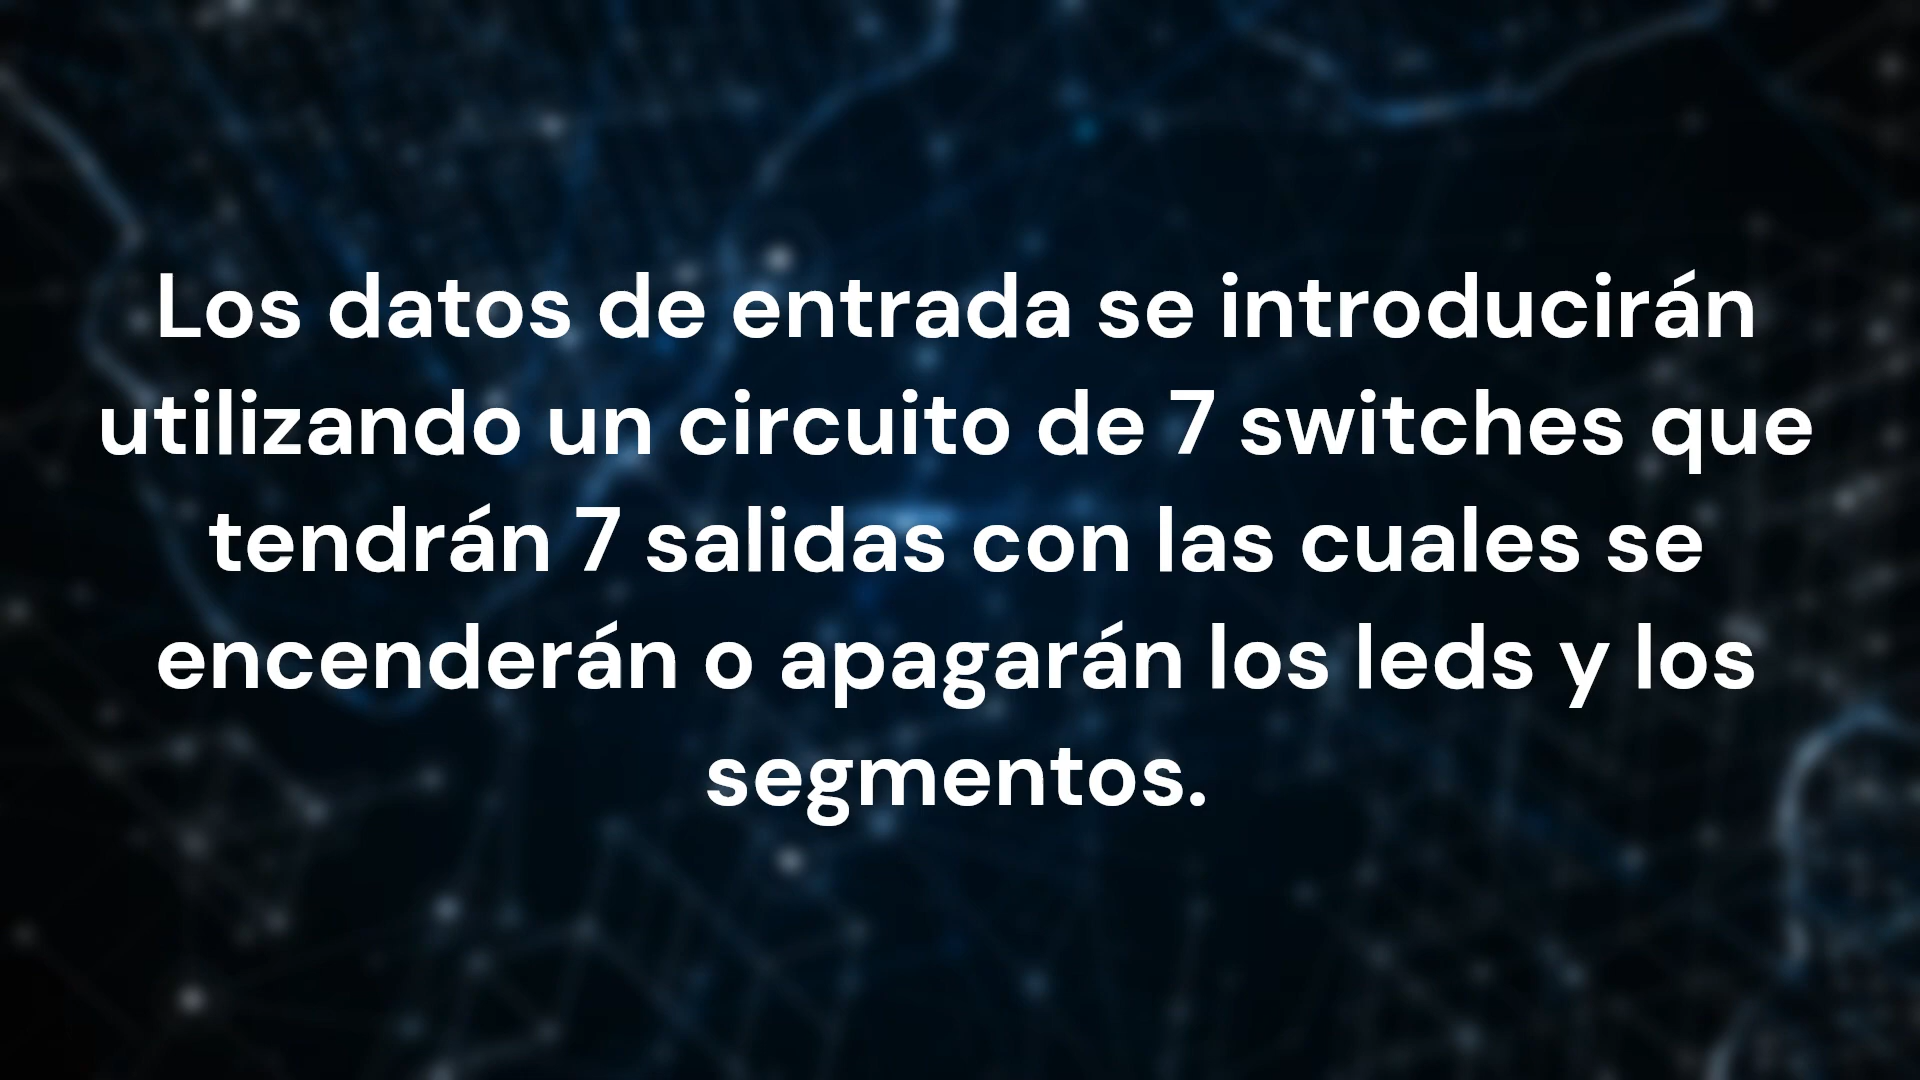 Los datos de entrada se introducirán
utilizando un circuito de 7 switches que
tendrán 7 salidas con las cuales se
encenderán o apagarán los leds y los
segmentos.